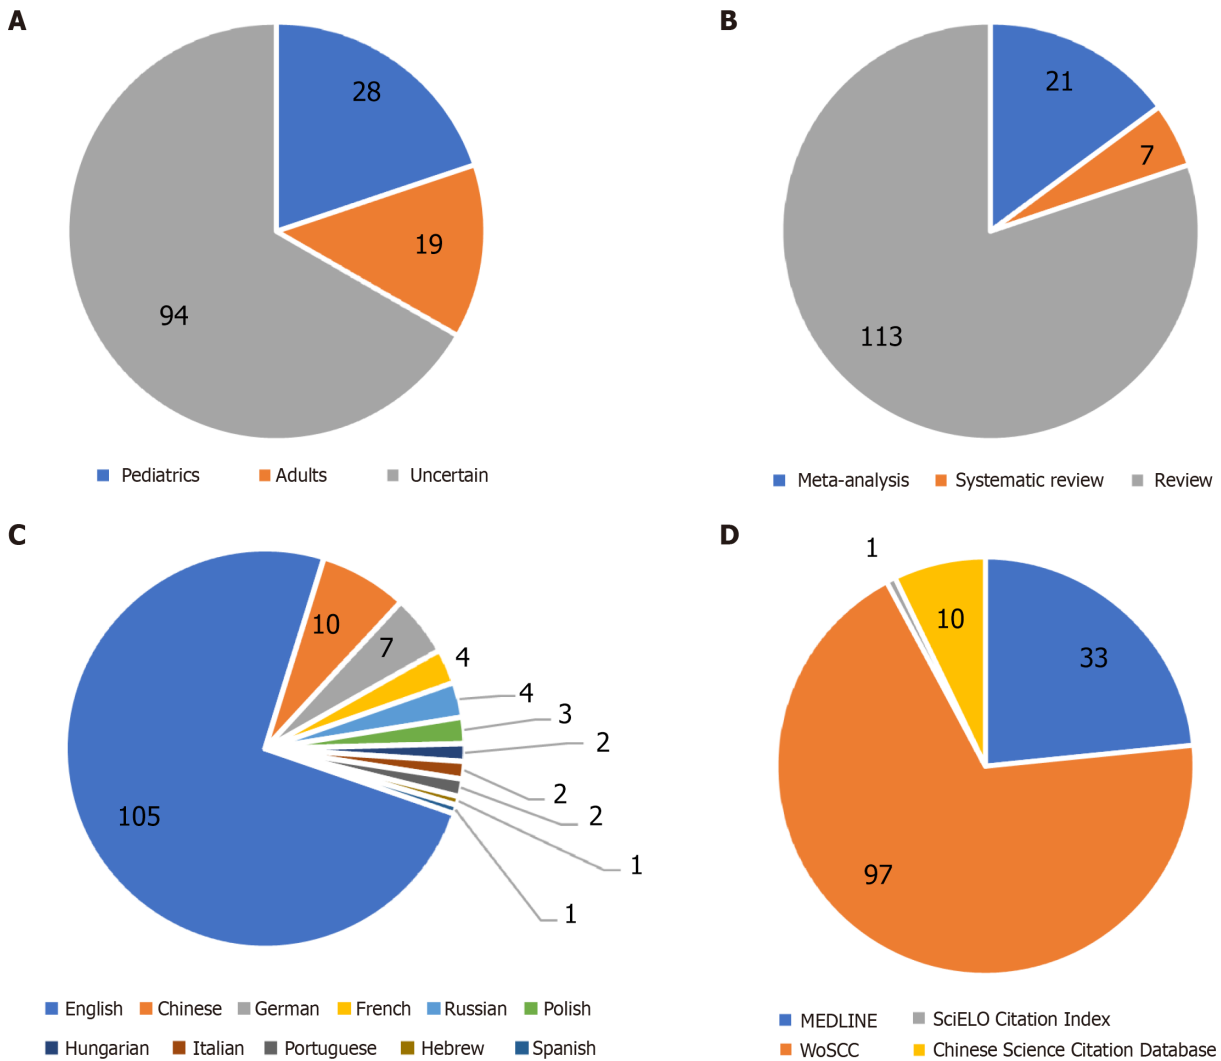 A
28
19
94
Pediatrics Adults Uncertain
B
21
7
113
Meta-analysis Systematic review Review
C
10
7
4
4
3
2
2
2
1
1
105
English Chinese German French Russian Polish
Hungarian Italian Portuguese Hebrew Spanish
D
1
10
33
97
MEDLINE SciELO Citation Index
WoSCC Chinese Science Citation Database